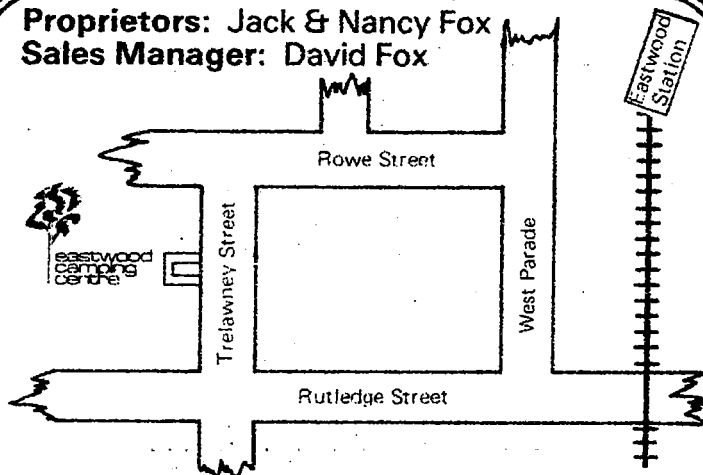 Proprietors: Jack & Nancy Fox
Sales Manager: David Fox
Eastwood
Station
Rowe Street
eastwood
camping
centre
Trelawney Street
West Parade
Rutledge Street